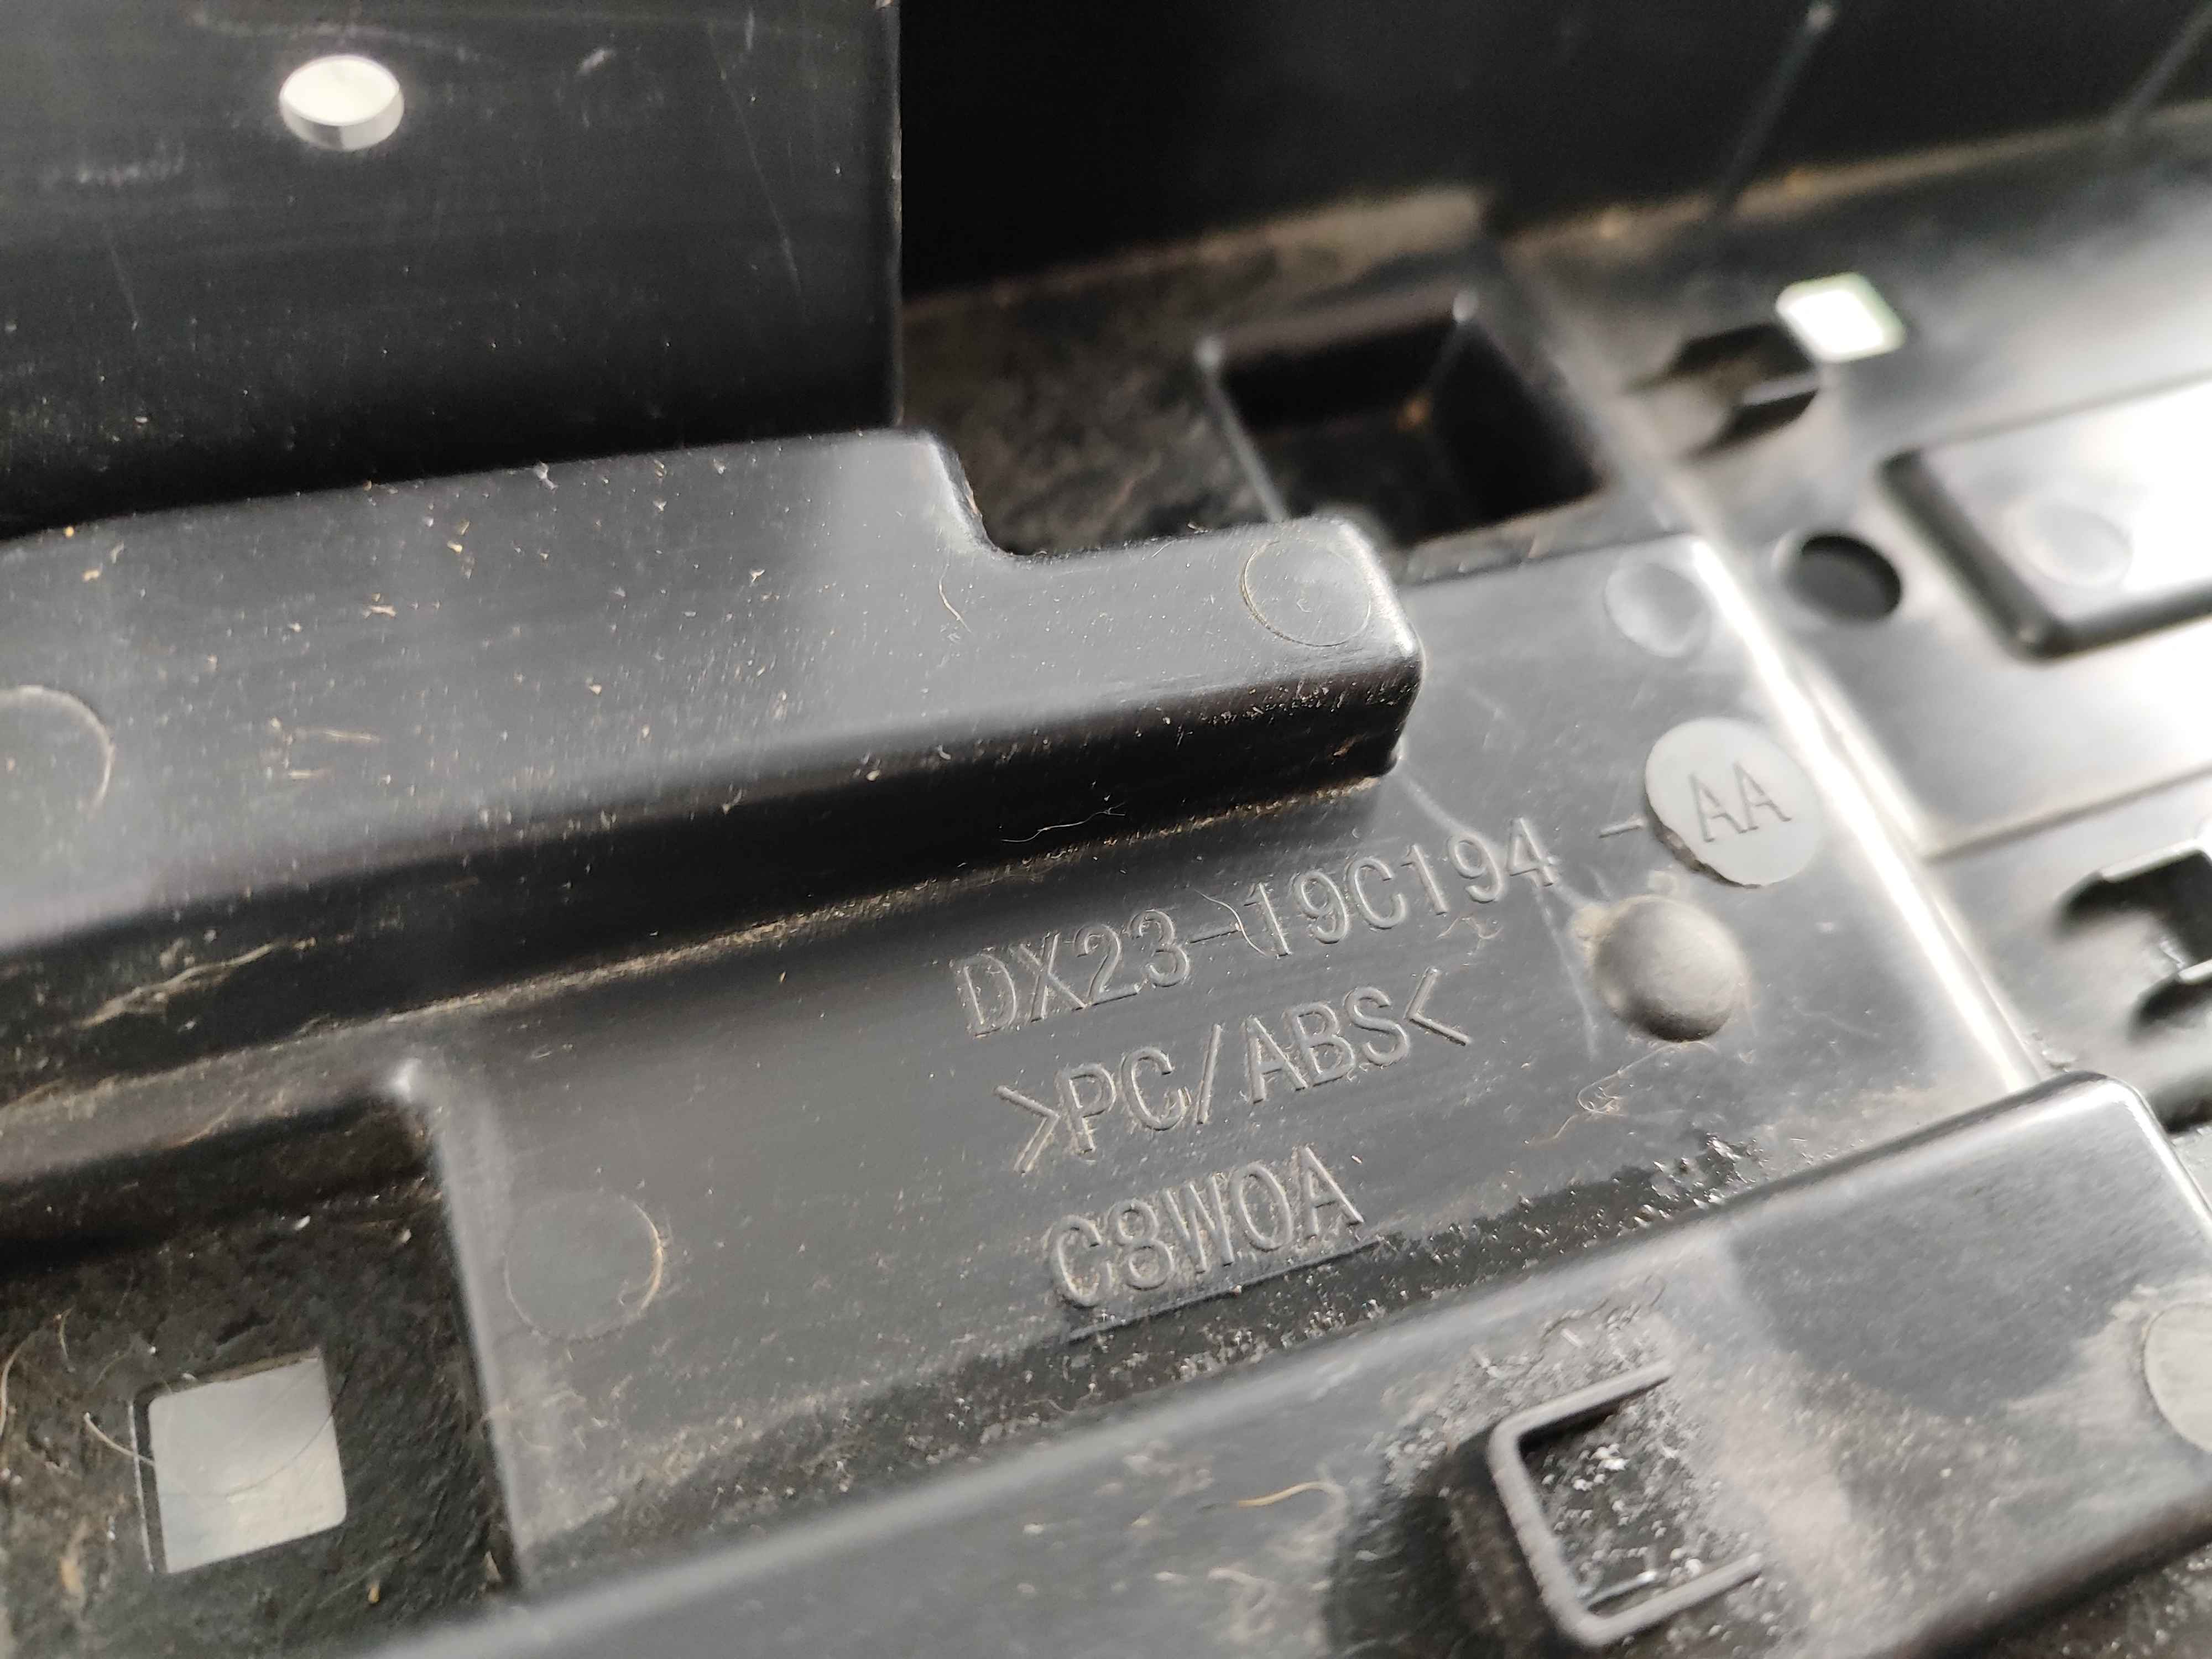 DX23-19C194 - AA
>PC/ABS<
C8W0A